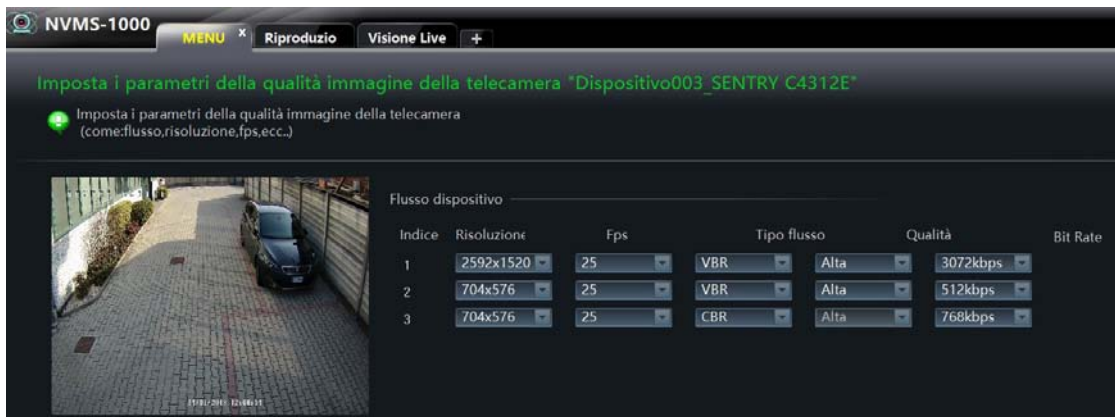 NVMS-1000
MENU x Riproduzio Visione Live +
Imposta i parametri della qualità immagine della telecamera "Dispositivo003_SENTRY C4312E"
Imposta i parametri della qualità immagine della telecamera
(come:flusso,risoluzione,fps,ecc..)
Flusso dispositivo
Indice Risoluzione Fps Tipo flusso Qualità Bit Rate
1 2592x1520 25 VBR Alta 3072kbps
2 704x576 25 VBR Alta 512kbps
3 704x576 25 CBR Alta 768kbps